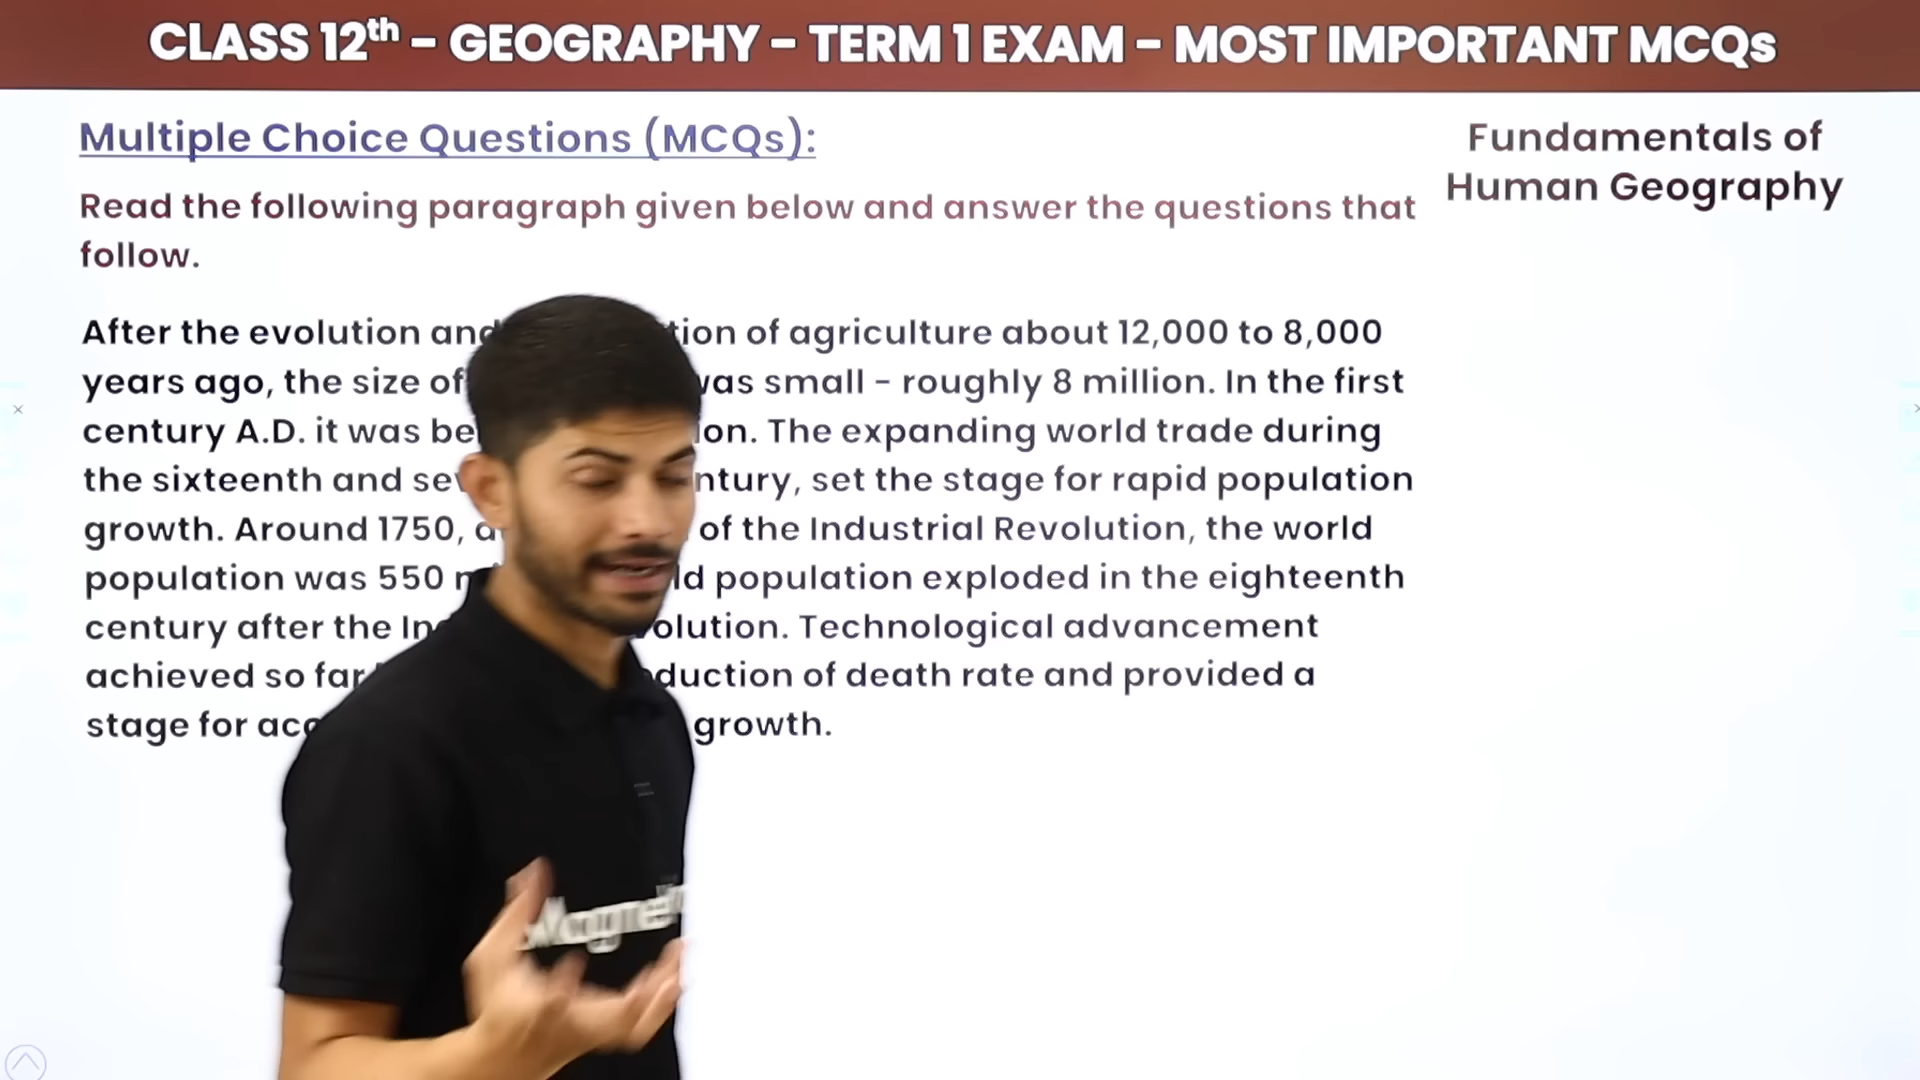 CLASS 12th - GEOGRAPHY - TERM 1 EXAM - MOST IMPORTANT MCQs
Multiple Choice Questions (MCQs):
Fundamentals of
Human Geography
Read the following paragraph given below and answer the questions that
follow.
After the evolution and tion of agriculture about 12,000 to 8,000
years ago, the size of was small - roughly 8 million. In the first
century A.D. it was be on. The expanding world trade during
the sixteenth and se ntury, set the stage for rapid population
growth. Around 1750, a of the Industrial Revolution, the world
population was 550 ld population exploded in the eighteenth
century after the In olution. Technological advancement
achieved so far duction of death rate and provided a
stage for acc growth.
Magnet